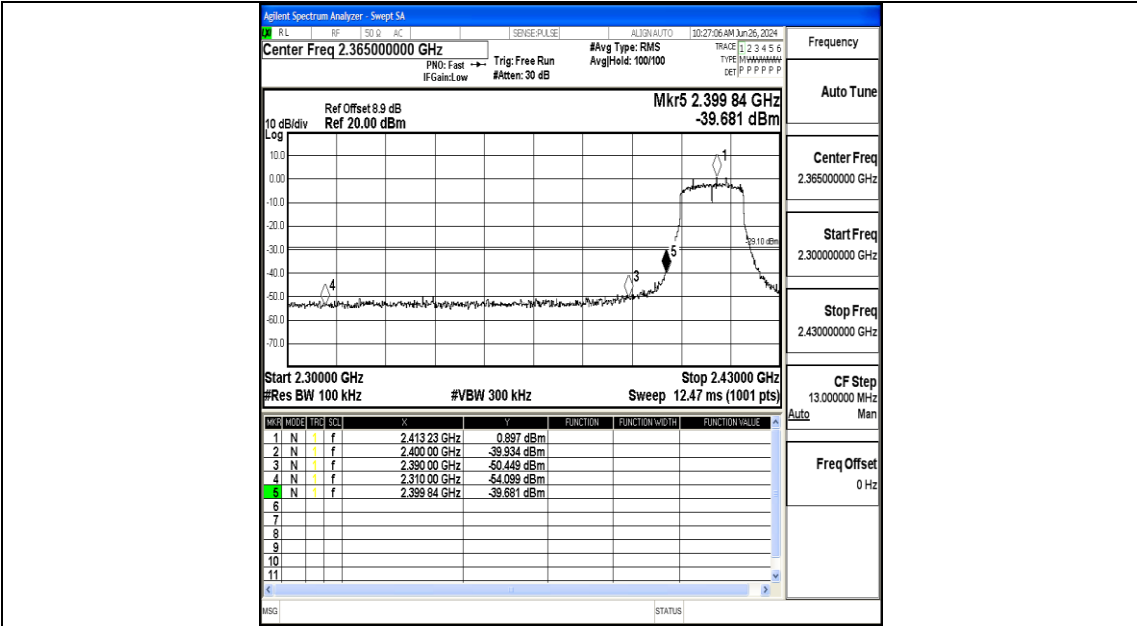 Agilent Spectrum Analyzer - Swept SA
RL RF 50 Ω AC SENSE:PULSE ALIGN AUTO 10:27:06 AM Jun 26, 2024
Center Freq 2.365000000 GHz
#Avg Type: RMS
TRACE 1 2 3 4 5 6
PNO: Fast
Trig: Free Run
Avg|Hold: 100/100
TYPE
IFGain:Low
#Atten: 30 dB
DET P P P P P P
Mkr5 2.399 84 GHz
-39.681 dBm
Ref Offset 8.9 dB
10 dB/div Ref 20.00 dBm
Log
10.0
0.00
-10.0
-20.0
-30.0
-40.0
-50.0
-60.0
-70.0
1
-29.10 dBm
5
3
4
Start 2.30000 GHz Stop 2.43000 GHz
#Res BW 100 kHz #VBW 300 kHz Sweep 12.47 ms (1001 pts)
MKR MODE TRC SCL X Y FUNCTION FUNCTION WIDTH FUNCTION VALUE
1 N 1 f 2.413 23 GHz 0.897 dBm
2 N 1 f 2.400 00 GHz -39.934 dBm
3 N 1 f 2.390 00 GHz -50.449 dBm
4 N 1 f 2.310 00 GHz -54.099 dBm
5 N 1 f 2.399 84 GHz -39.681 dBm
6
7
8
9
10
11
MSG STATUS
Frequency
Auto Tune
Center Freq
2.365000000 GHz
Start Freq
2.300000000 GHz
Stop Freq
2.430000000 GHz
CF Step
13.000000 MHz
Auto Man
Freq Offset
0 Hz